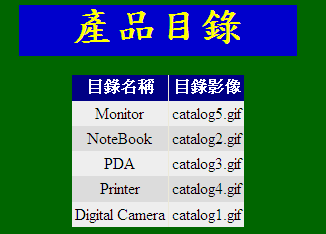 產品目錄
目錄名稱 目錄影像
Monitor catalog5.gif
NoteBook catalog2.gif
PDA catalog3.gif
Printer catalog4.gif
Digital Camera catalog1.gif